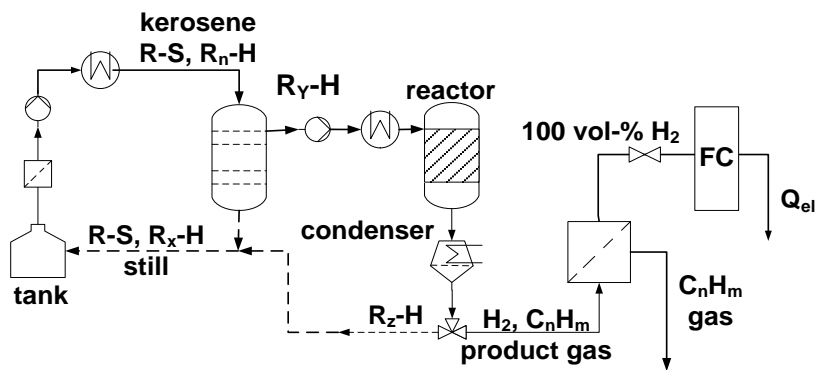 kerosene
R-S, Rn-H
RY-H
reactor
100 vol-% H2
FC
Qel
condenser
R-S, Rx-H
still
tank
Rz-H
H2, CnHm
product gas
CnHm
gas